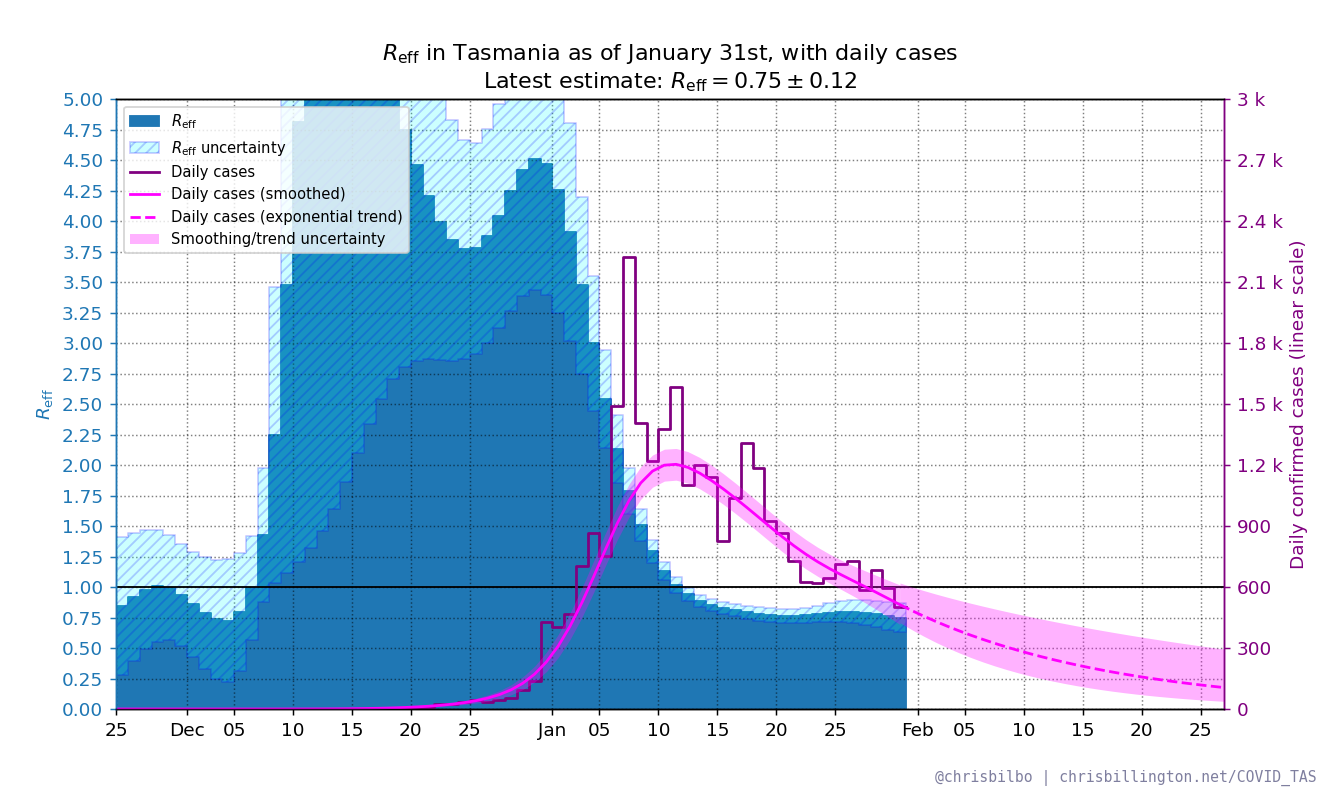 R_eff in Tasmania as of January 31st, with daily cases
Latest estimate: R_eff = 0.75 ± 0.12
R_eff
R_eff uncertainty
Daily cases
Daily cases (smoothed)
Daily cases (exponential trend)
Smoothing/trend uncertainty
5.00
4.75
4.50
4.25
4.00
3.75
3.50
3.25
3.00
2.75
2.50
2.25
2.00
1.75
1.50
1.25
1.00
0.75
0.50
0.25
0.00
R_eff
3 k
2.7 k
2.4 k
2.1 k
1.8 k
1.5 k
1.2 k
900
600
300
0
Daily confirmed cases (linear scale)
25 Dec 05 10 15 20 25 Jan 05 10 15 20 25 Feb 05 10 15 20 25
@chrisbilbo | chrisbillington.net/COVID_TAS